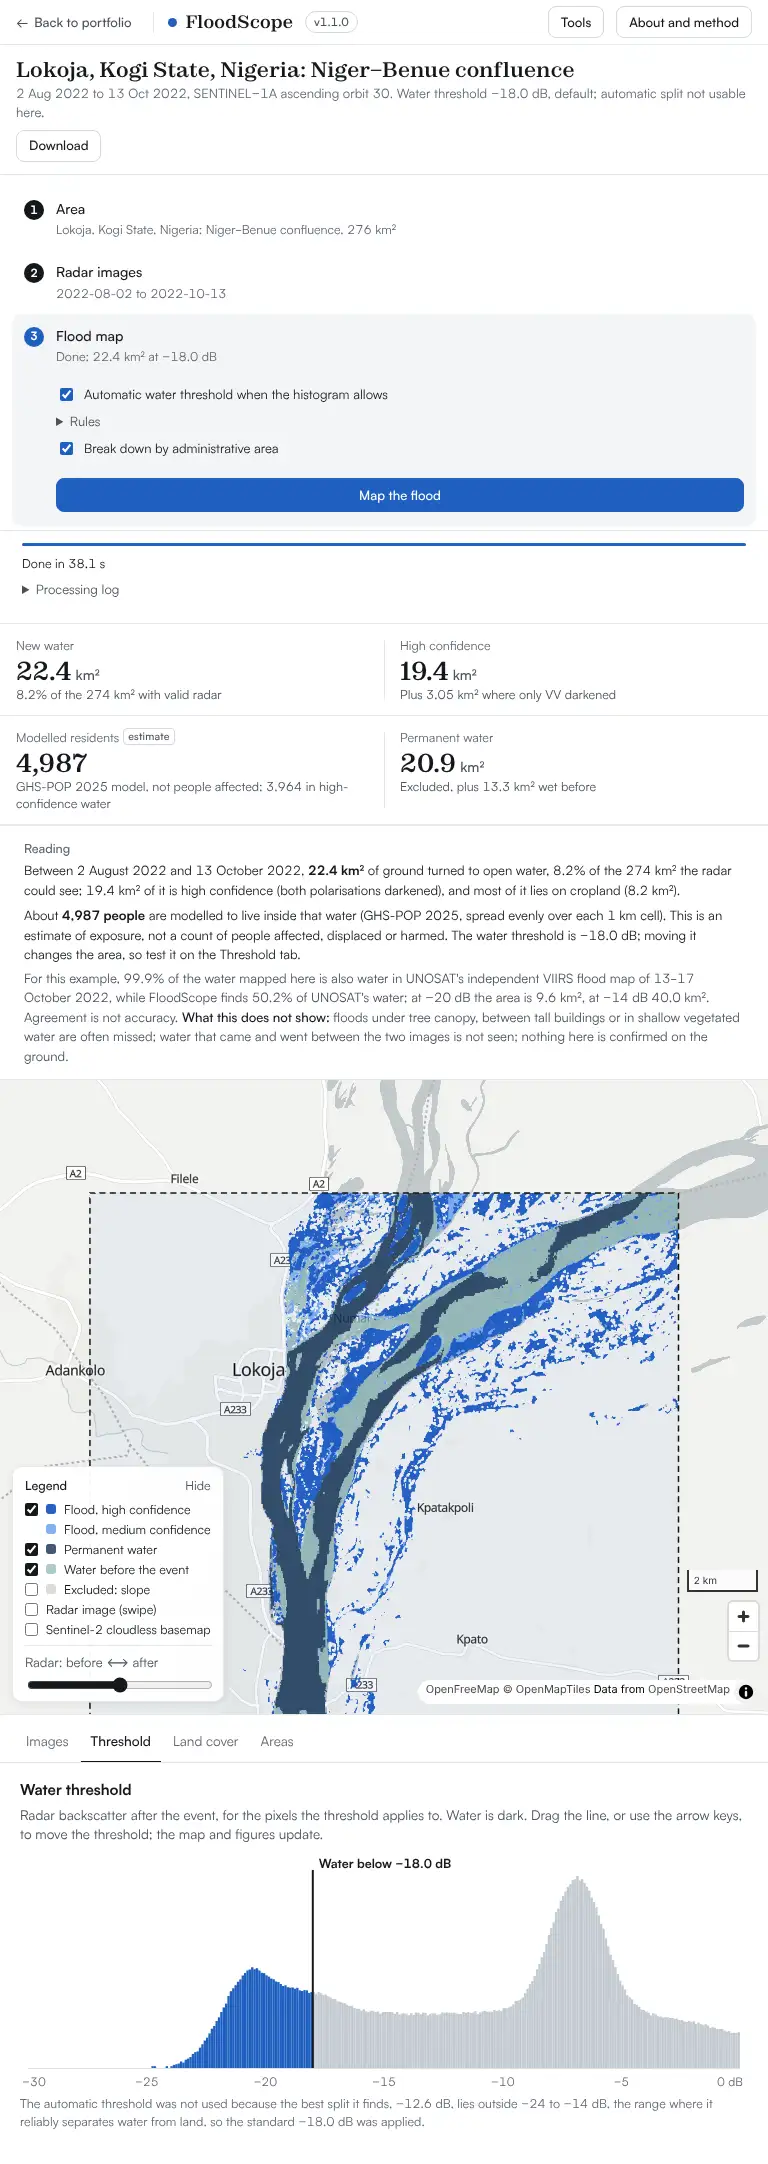 ← Back to portfolio
FloodScope
v1.1.0
Tools
About and method
Lokoja, Kogi State, Nigeria: Niger–Benue confluence
2 Aug 2022 to 13 Oct 2022, SENTINEL-1A ascending orbit 30. Water threshold −18.0 dB, default; automatic split not usable
here.
Download
1 Area
Lokoja, Kogi State, Nigeria: Niger–Benue confluence, 276 km²
2 Radar images
2022-08-02 to 2022-10-13
3 Flood map
Done: 22.4 km² at −18.0 dB
Automatic water threshold when the histogram allows
Rules
Break down by administrative area
Map the flood
Done in 38.1 s
Processing log
New water
22.4 km²
8.2% of the 274 km² with valid radar
High confidence
19.4 km²
Plus 3.05 km² where only VV darkened
Modelled residents estimate
4,987
GHS-POP 2025 model, not people affected; 3,964 in high-
confidence water
Permanent water
20.9 km²
Excluded, plus 13.3 km² wet before
Reading
Between 2 August 2022 and 13 October 2022, 22.4 km² of ground turned to open water, 8.2% of the 274 km² the radar
could see; 19.4 km² of it is high confidence (both polarisations darkened), and most of it lies on cropland (8.2 km²).
About 4,987 people are modelled to live inside that water (GHS-POP 2025, spread evenly over each 1 km cell). This is an
estimate of exposure, not a count of people affected, displaced or harmed. The water threshold is −18.0 dB; moving it
changes the area, so test it on the Threshold tab.
For this example, 99.9% of the water mapped here is also water in UNOSAT's independent VIIRS flood map of 13–17
October 2022, while FloodScope finds 50.2% of UNOSAT's water; at −20 dB the area is 9.6 km², at −14 dB 40.0 km².
Agreement is not accuracy. What this does not show: floods under tree canopy, between tall buildings or in shallow vegetated
water are often missed; water that came and went between the two images is not seen; nothing here is confirmed on the
ground.
A2
Filele
A2
A23
Numai
Adankolo
Lokoja
A233
Kpatakpoli
A233
Kpato
A233
Legend
Hide
Flood, high confidence
Flood, medium confidence
Permanent water
Water before the event
Excluded: slope
Radar image (swipe)
Sentinel-2 cloudless basemap
Radar: before ⟷ after
2 km
+
−
OpenFreeMap © OpenMapTiles Data from OpenStreetMap
Images
Threshold
Land cover
Areas
Water threshold
Radar backscatter after the event, for the pixels the threshold applies to. Water is dark. Drag the line, or use the arrow keys,
to move the threshold; the map and figures update.
Water below −18.0 dB
−30 −25 −20 −15 −10 −5 0 dB
The automatic threshold was not used because the best split it finds, −12.6 dB, lies outside −24 to −14 dB, the range where it
reliably separates water from land, so the standard −18.0 dB was applied.